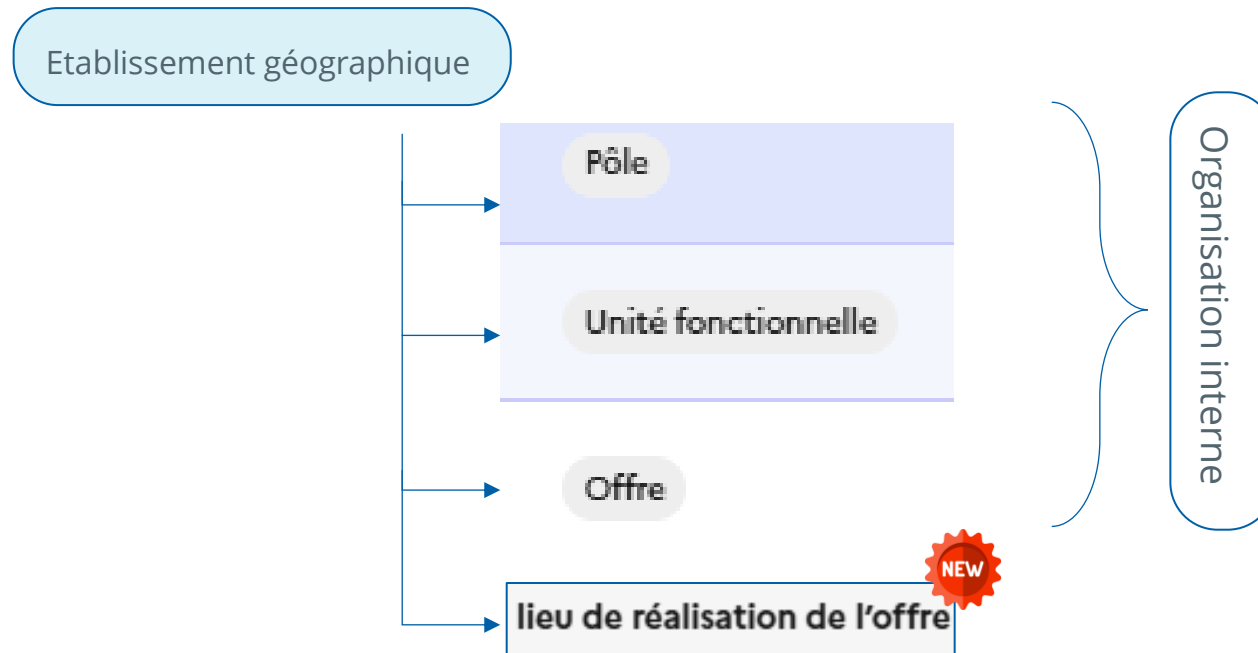 Etablissement géographique
Pôle
Unité fonctionnelle
Offre
NEW
lieu de réalisation de l’offre
Organisation interne